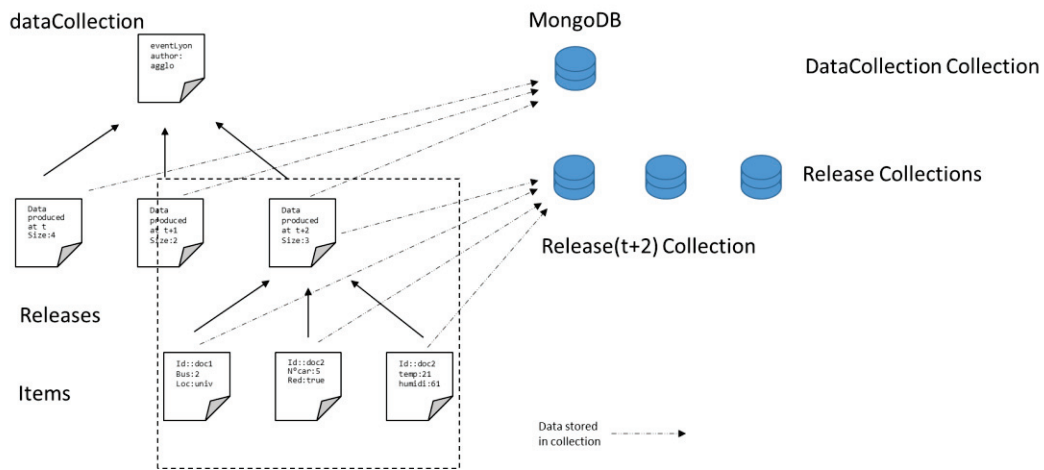 dataCollection
MongoDB
eventLyon
author:
agglo
DataCollection Collection
Release Collections
Data
produced
at t
Size:4
Data
produced
at t+1
Size:2
Data
produced
at t+2
Size:3
Release(t+2) Collection
Releases
Items
Id::doc1
Bus:2
Loc:univ
Id::doc2
N°car:5
Red:true
Id::doc2
temp:21
humidi:61
Data stored
in collection